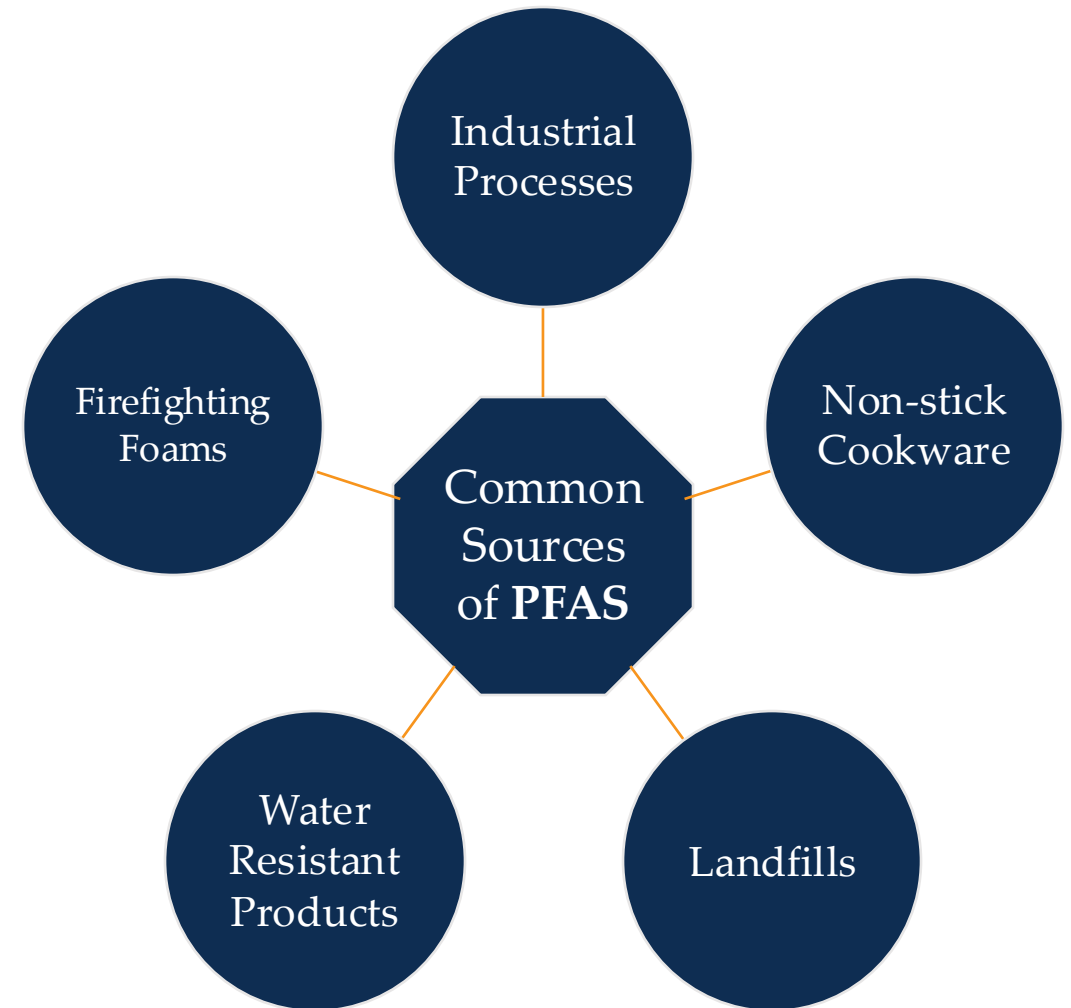 Industrial
Processes
Firefighting
Foams
Non-stick
Cookware
Common
Sources
of PFAS
Water
Resistant
Products
Landfills